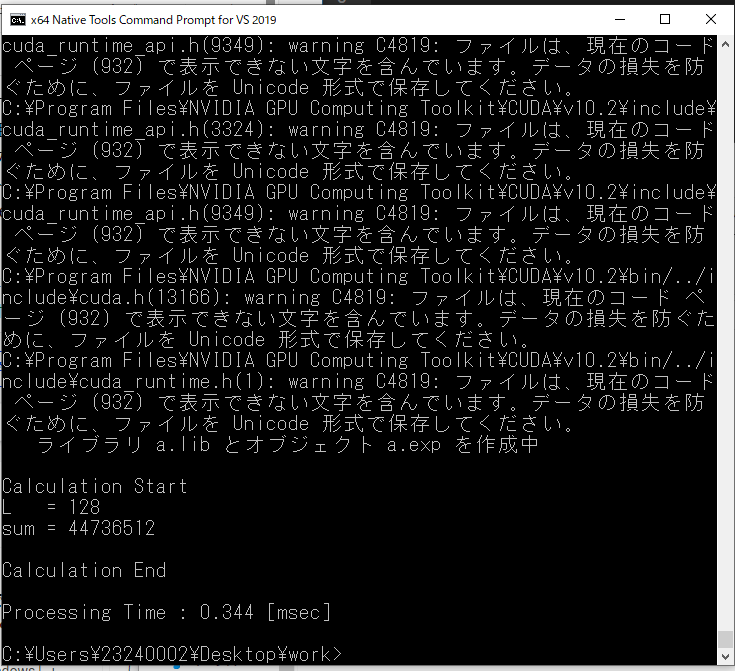 x64 Native Tools Command Prompt for VS 2019
cuda_runtime_api.h(9349): warning C4819: ファイルは、現在のコード
 ページ (932) で表示できない文字を含んでいます。データの損失を防
ぐために、ファイルを Unicode 形式で保存してください。
C:¥Program Files¥NVIDIA GPU Computing Toolkit¥CUDA¥v10.2¥include¥
cuda_runtime_api.h(3324): warning C4819: ファイルは、現在のコード
 ページ (932) で表示できない文字を含んでいます。データの損失を防
ぐために、ファイルを Unicode 形式で保存してください。
C:¥Program Files¥NVIDIA GPU Computing Toolkit¥CUDA¥v10.2¥include¥
cuda_runtime_api.h(9349): warning C4819: ファイルは、現在のコード
 ページ (932) で表示できない文字を含んでいます。データの損失を防
ぐために、ファイルを Unicode 形式で保存してください。
C:¥Program Files¥NVIDIA GPU Computing Toolkit¥CUDA¥v10.2¥bin/../i
nclude¥cuda.h(13166): warning C4819: ファイルは、現在のコード ペ
ージ (932) で表示できない文字を含んでいます。データの損失を防ぐた
めに、ファイルを Unicode 形式で保存してください。
C:¥Program Files¥NVIDIA GPU Computing Toolkit¥CUDA¥v10.2¥bin/../i
nclude¥cuda_runtime.h(1): warning C4819: ファイルは、現在のコード
 ページ (932) で表示できない文字を含んでいます。データの損失を防
ぐために、ファイルを Unicode 形式で保存してください。
   ライブラリ a.lib とオブジェクト a.exp を作成中
Calculation Start
L   = 128
sum = 44736512
Calculation End
Processing Time : 0.344 [msec]
C:¥Users¥23240002¥Desktop¥work>